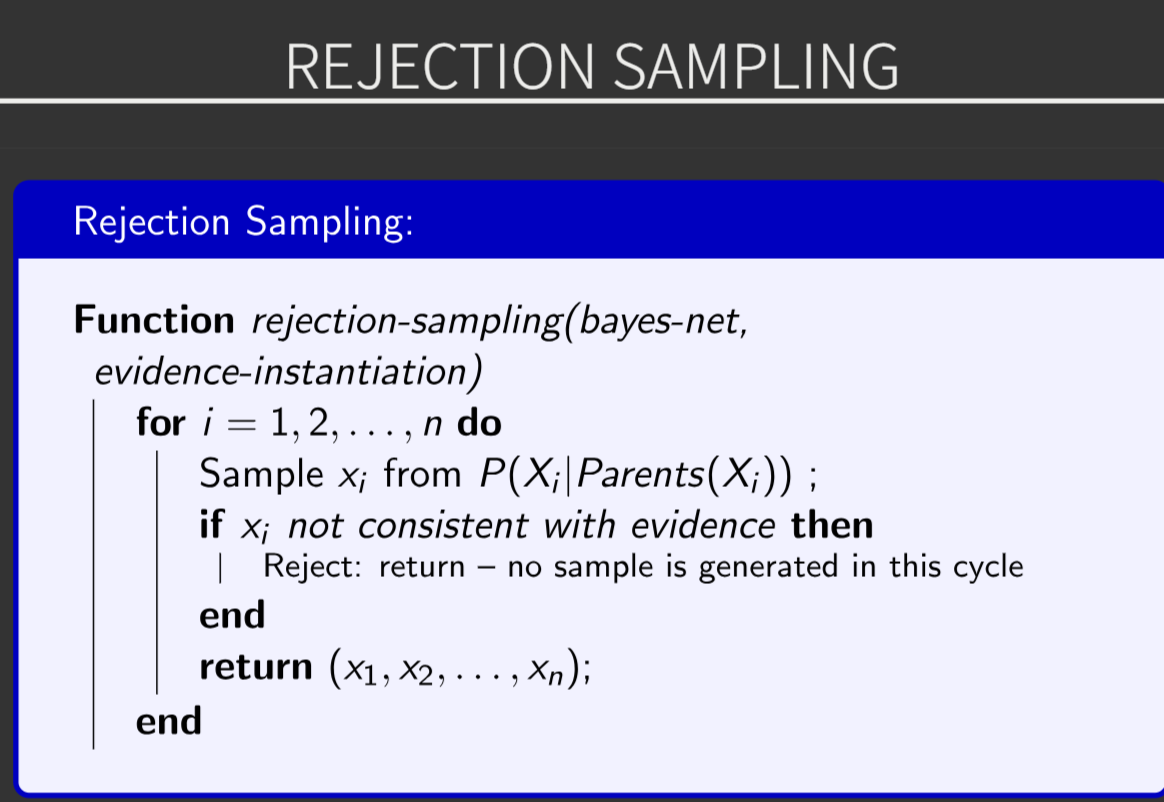 REJECTION SAMPLING
Rejection Sampling:
Function rejection-sampling(bayes-net,
evidence-instantiation)
for i = 1, 2, . . . , n do
Sample xᵢ from P(Xᵢ|Parents(Xᵢ)) ;
if xᵢ not consistent with evidence then
Reject: return – no sample is generated in this cycle
end
return (x₁, x₂, . . . , xₙ);
end